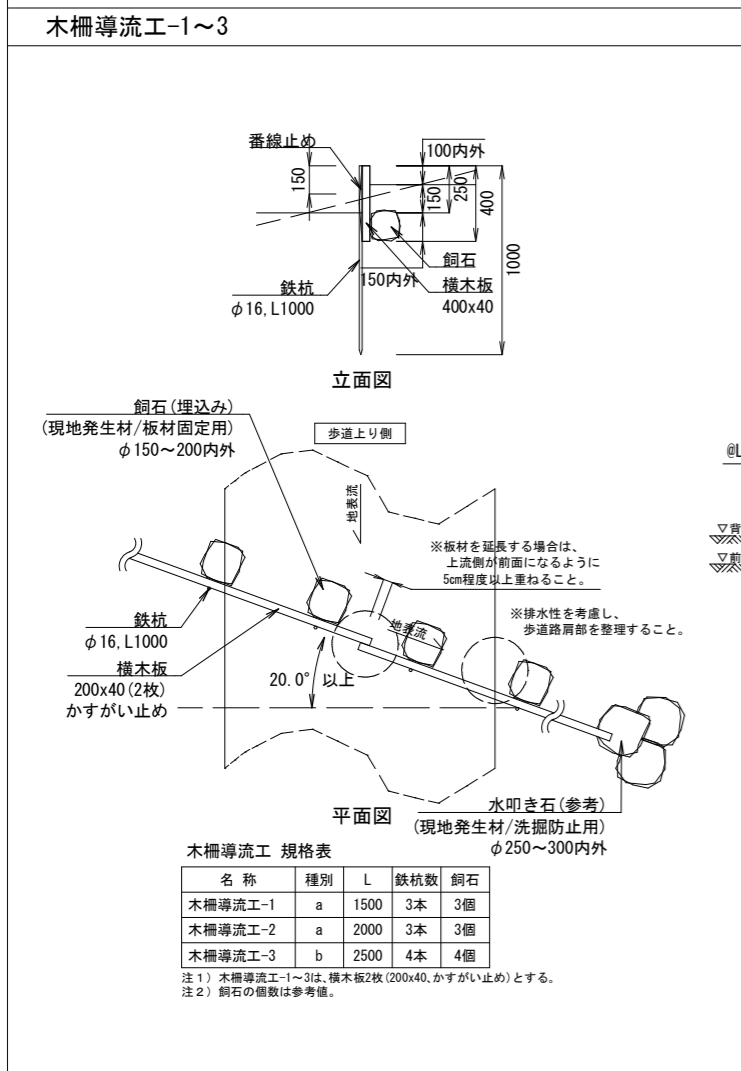 木柵導流工-1～3
番線止め
100内外
150
150
250
400
1000
飼石
150内外
横木板
400x40
鉄杭
φ16,L1000
立面図
飼石(埋込み)
(現地発生材/板材固定用)
φ150～200内外
歩道上り側
地表流
※板材を延長する場合は、
上流側が前面になるように
5cm程度以上重ねること。
地表流
※排水性を考慮し、
歩道路肩部を整理すること。
鉄杭
φ16,L1000
横木板
200x40(2枚)
かすがい止め
20.0° 以上
平面図
水叩き石(参考)
(現地発生材/洗掘防止用)
φ250～300内外
@L
▽背
▽前
木柵導流工 規格表
名 称 種別 L 鉄杭数 飼石
木柵導流工-1 a 1500 3本 3個
木柵導流工-2 a 2000 3本 3個
木柵導流工-3 b 2500 4本 4個
注１）木柵導流工-1～3は、横木板2枚(200x40、かすがい止め)とする。
注２）飼石の個数は参考値。